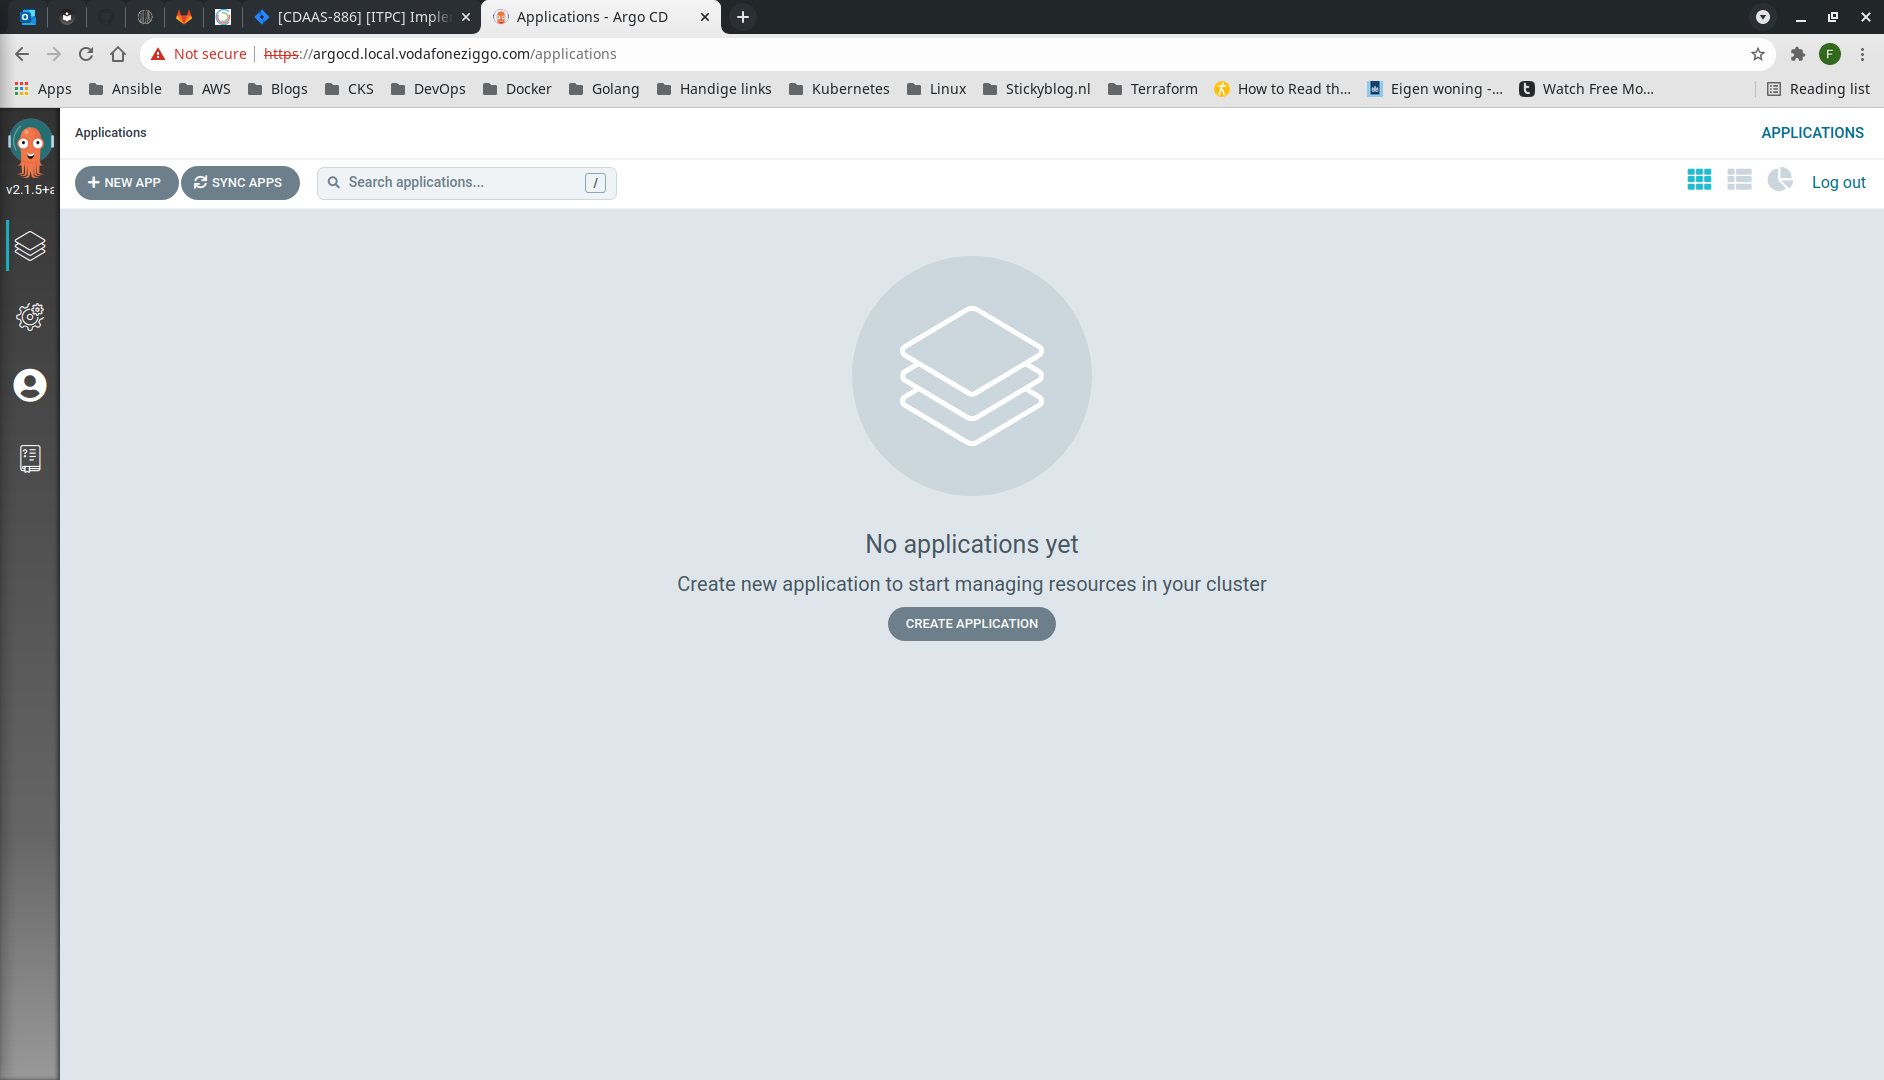 [CDAAS-886] [ITPC] Imple
Applications - Argo CD
Not secure https://argocd.local.vodafoneziggo.com/applications
F
Apps Ansible AWS Blogs CKS DevOps Docker Golang Handige links Kubernetes Linux Stickyblog.nl Terraform How to Read th... Eigen woning -... Watch Free Mo... Reading list
Applications APPLICATIONS
v2.1.5+a
NEW APP SYNC APPS Search applications... / Log out
No applications yet
Create new application to start managing resources in your cluster
CREATE APPLICATION